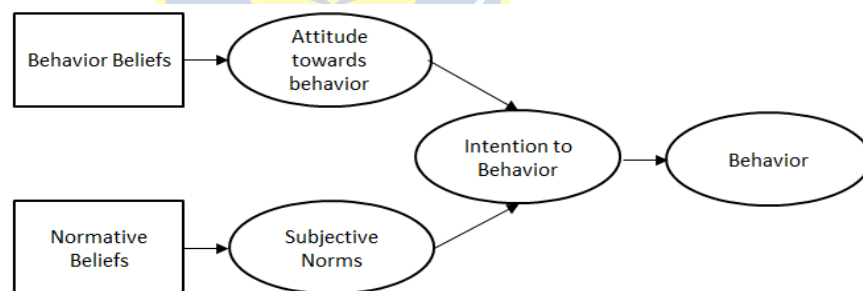 Behavior Beliefs
Attitude
towards
behavior
Intention to
Behavior
Behavior
Normative
Beliefs
Subjective
Norms